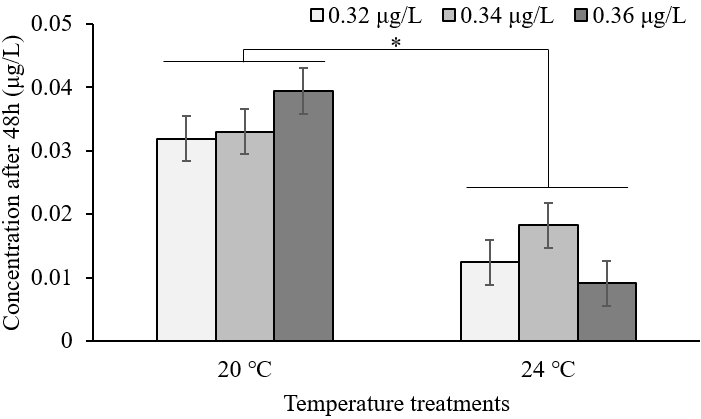 0.32 µg/L 0.34 µg/L 0.36 µg/L
*
Concentration after 48h (µg/L)
0.05
0.04
0.03
0.02
0.01
0
20 °C 24 °C
Temperature treatments